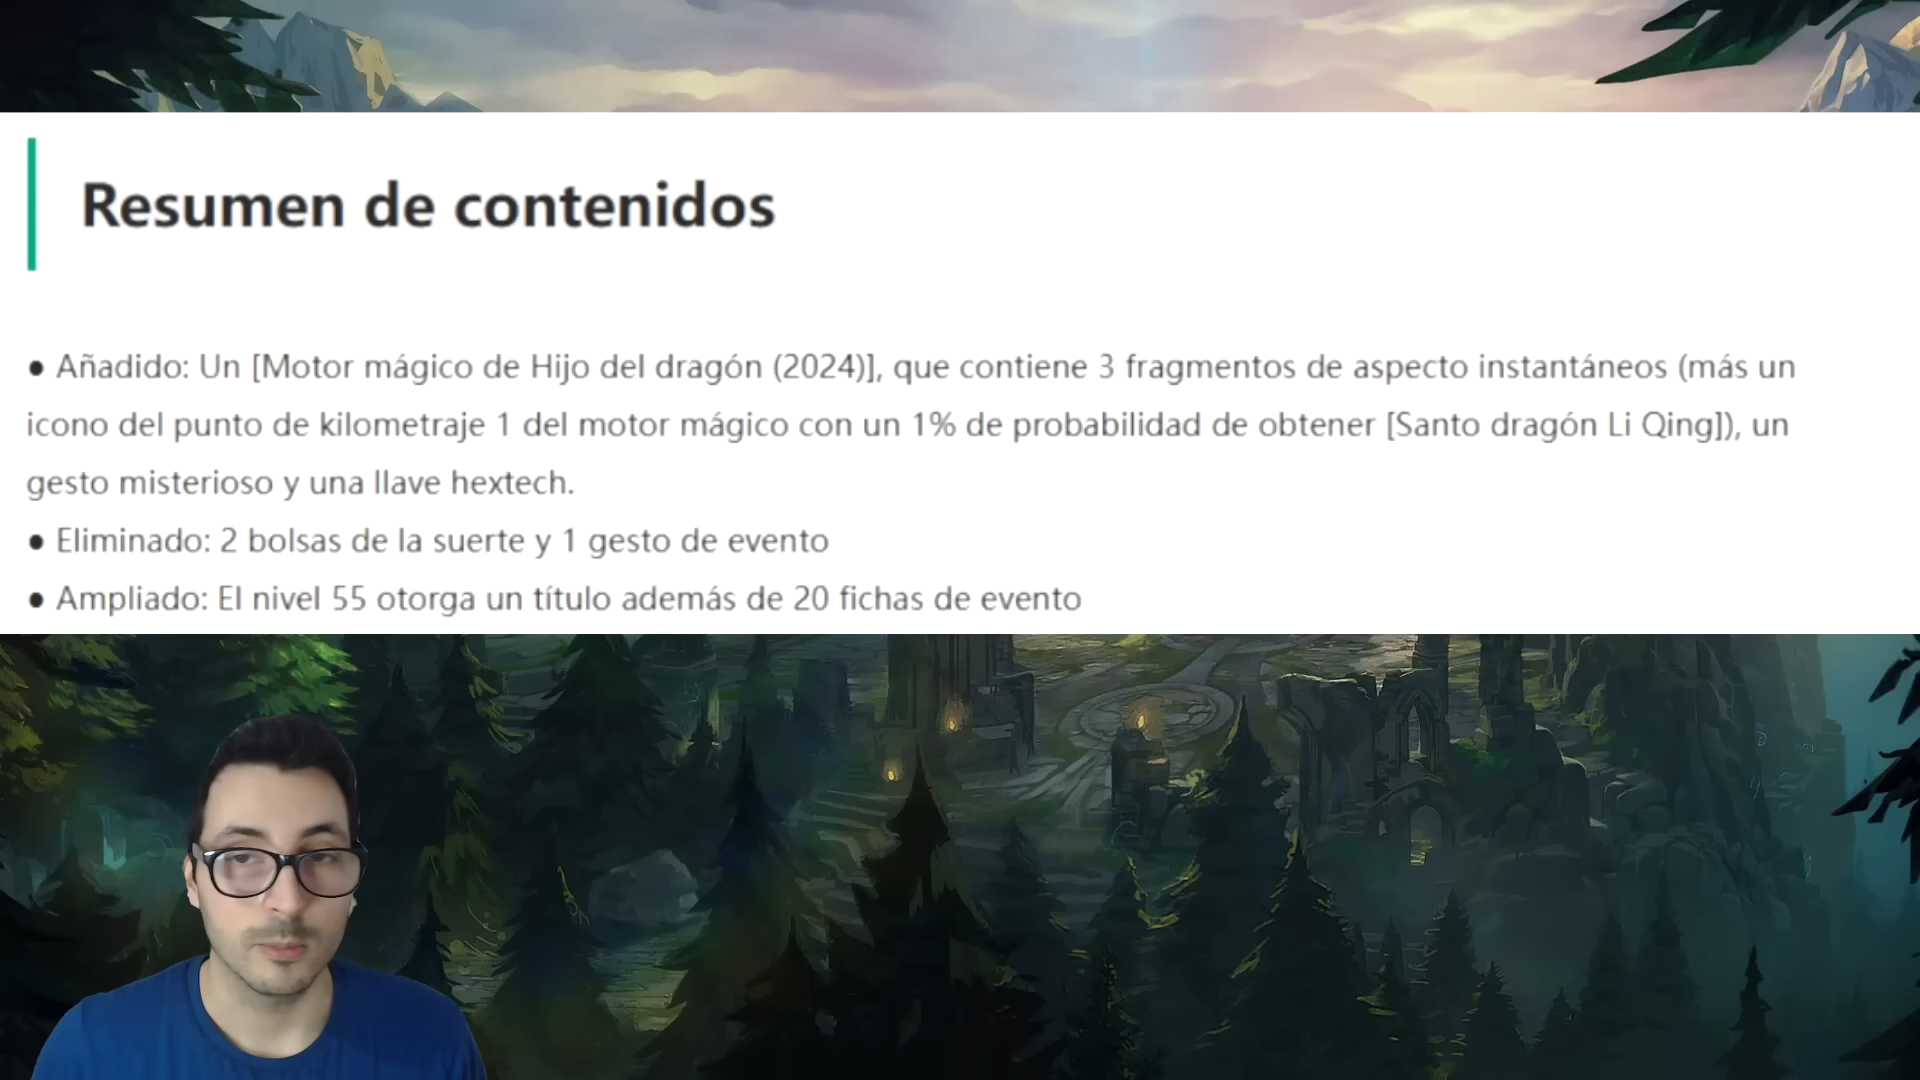 Resumen de contenidos
● Añadido: Un [Motor mágico de Hijo del dragón (2024)], que contiene 3 fragmentos de aspecto instantáneos (más un
icono del punto de kilometraje 1 del motor mágico con un 1% de probabilidad de obtener [Santo dragón Li Qing]), un
gesto misterioso y una llave hextech.
● Eliminado: 2 bolsas de la suerte y 1 gesto de evento
● Ampliado: El nivel 55 otorga un título además de 20 fichas de evento